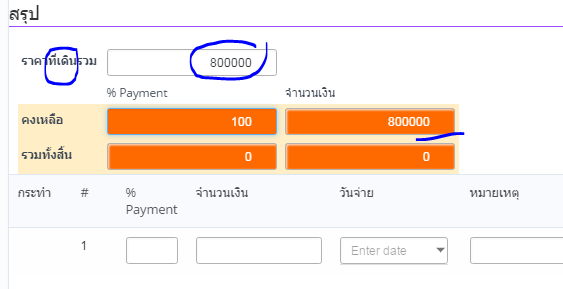 สรุป
ราคาที่เดินรวม 800000
% Payment จำนวนเงิน
คงเหลือ 100 800000
รวมทั้งสิ้น 0 0
กระทำ # % Payment จำนวนเงิน วันจ่าย หมายเหตุ
1 Enter date